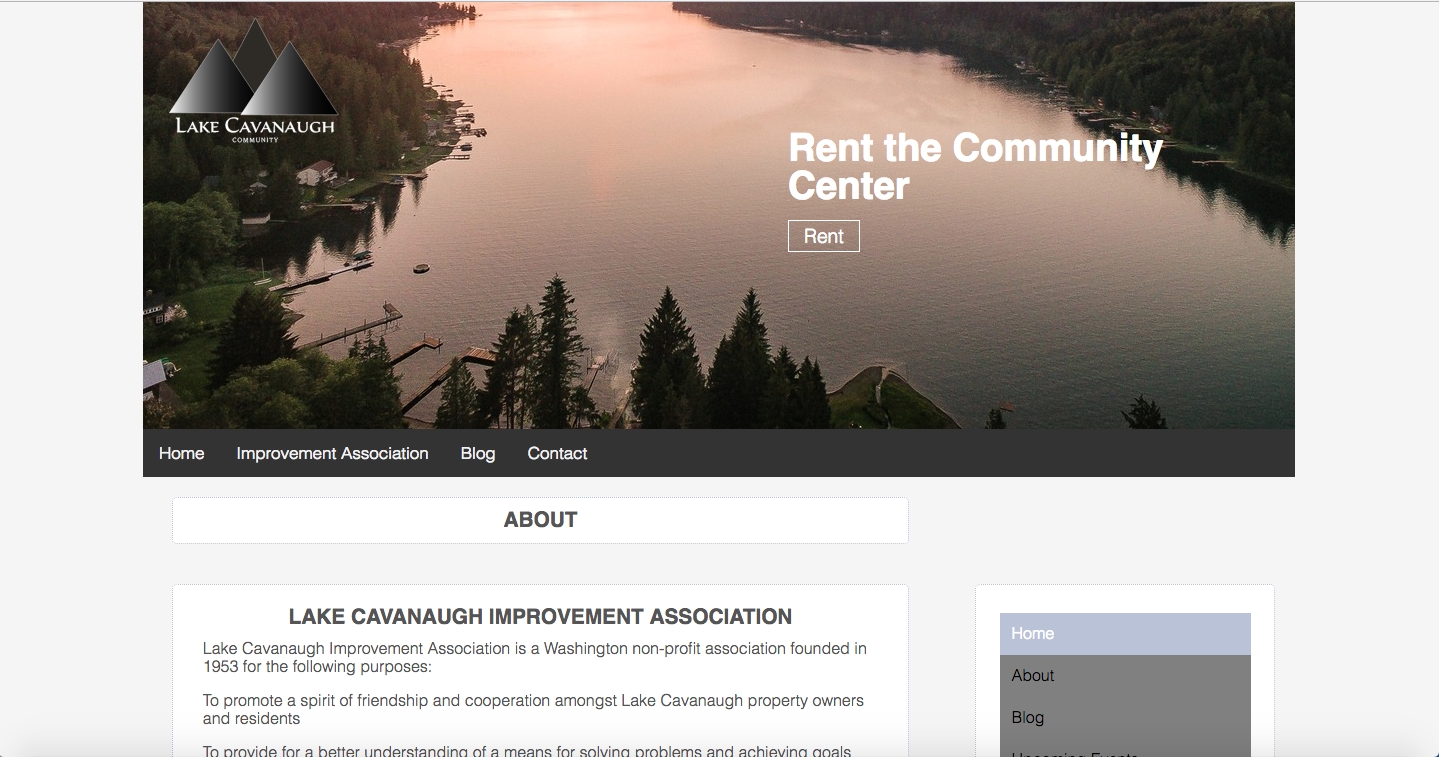 LAKE CAVANAUGH
COMMUNITY
Rent the Community
Center
Rent
Home Improvement Association Blog Contact
ABOUT
LAKE CAVANAUGH IMPROVEMENT ASSOCIATION
Lake Cavanaugh Improvement Association is a Washington non-profit association founded in
1953 for the following purposes:
To promote a spirit of friendship and cooperation amongst Lake Cavanaugh property owners
and residents
To provide for a better understanding of a means for solving problems and achieving goals
Home
About
Blog
Upcoming Events